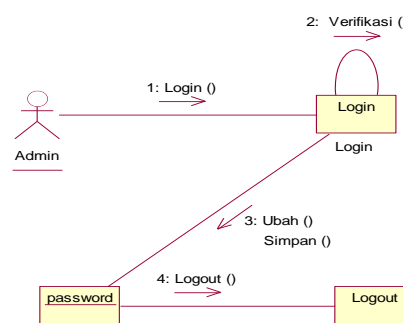 2: Verifikasi (
1: Login ()
Login
Login
Admin
3: Ubah ()
Simpan ()
4: Logout ()
password
Logout